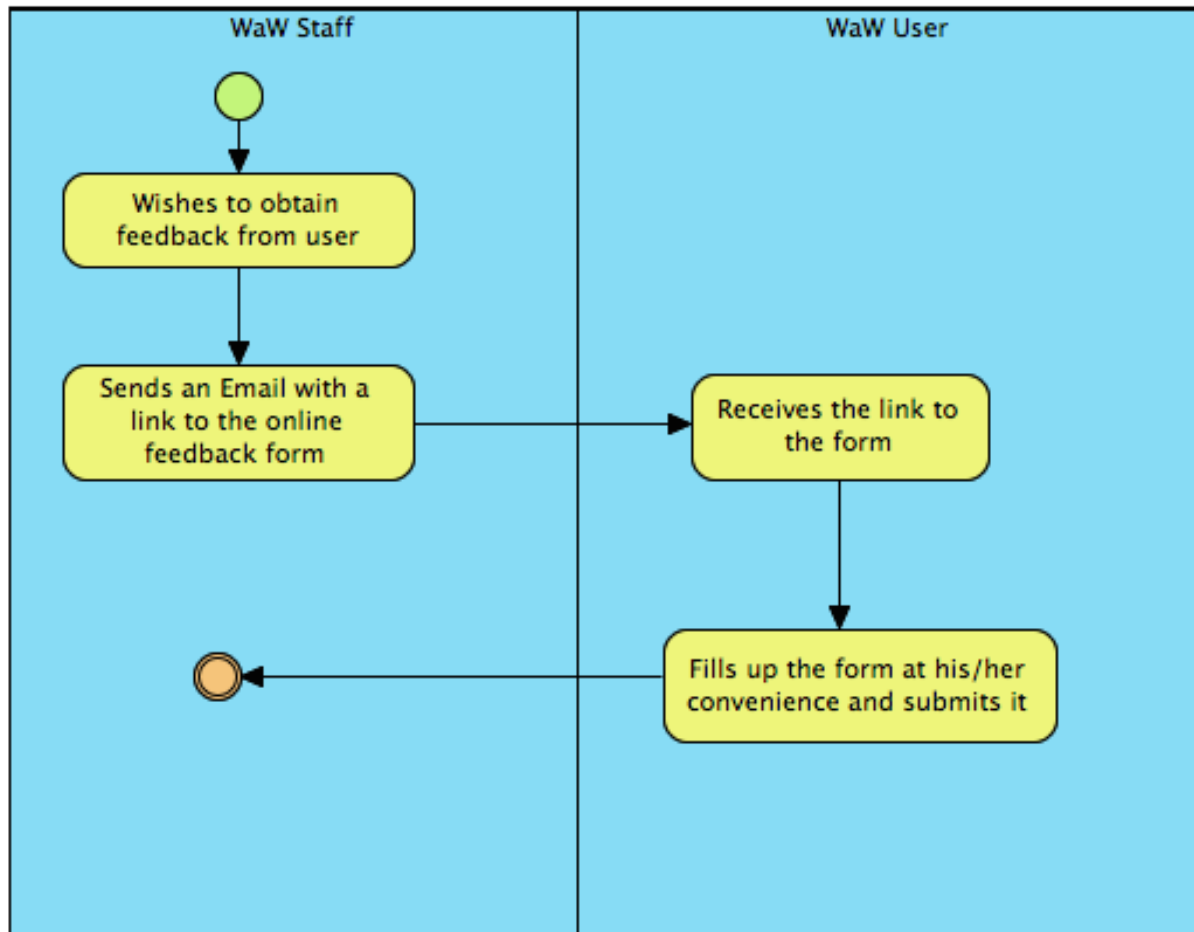 WaW Staff
WaW User
Wishes to obtain
feedback from user
Sends an Email with a
link to the online
feedback form
Receives the link to
the form
Fills up the form at his/her
convenience and submits it